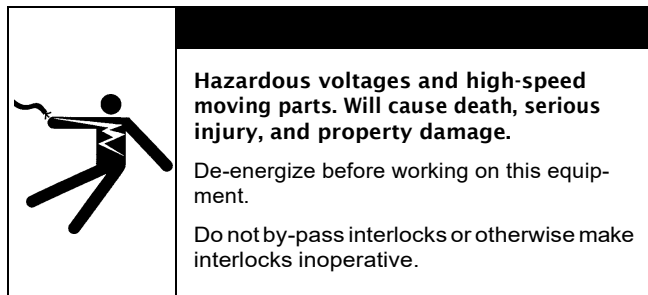 Hazardous voltages and high-speed
moving parts. Will cause death, serious
injury, and property damage.
De-energize before working on this equip-
ment.
Do not by-pass interlocks or otherwise make
interlocks inoperative.